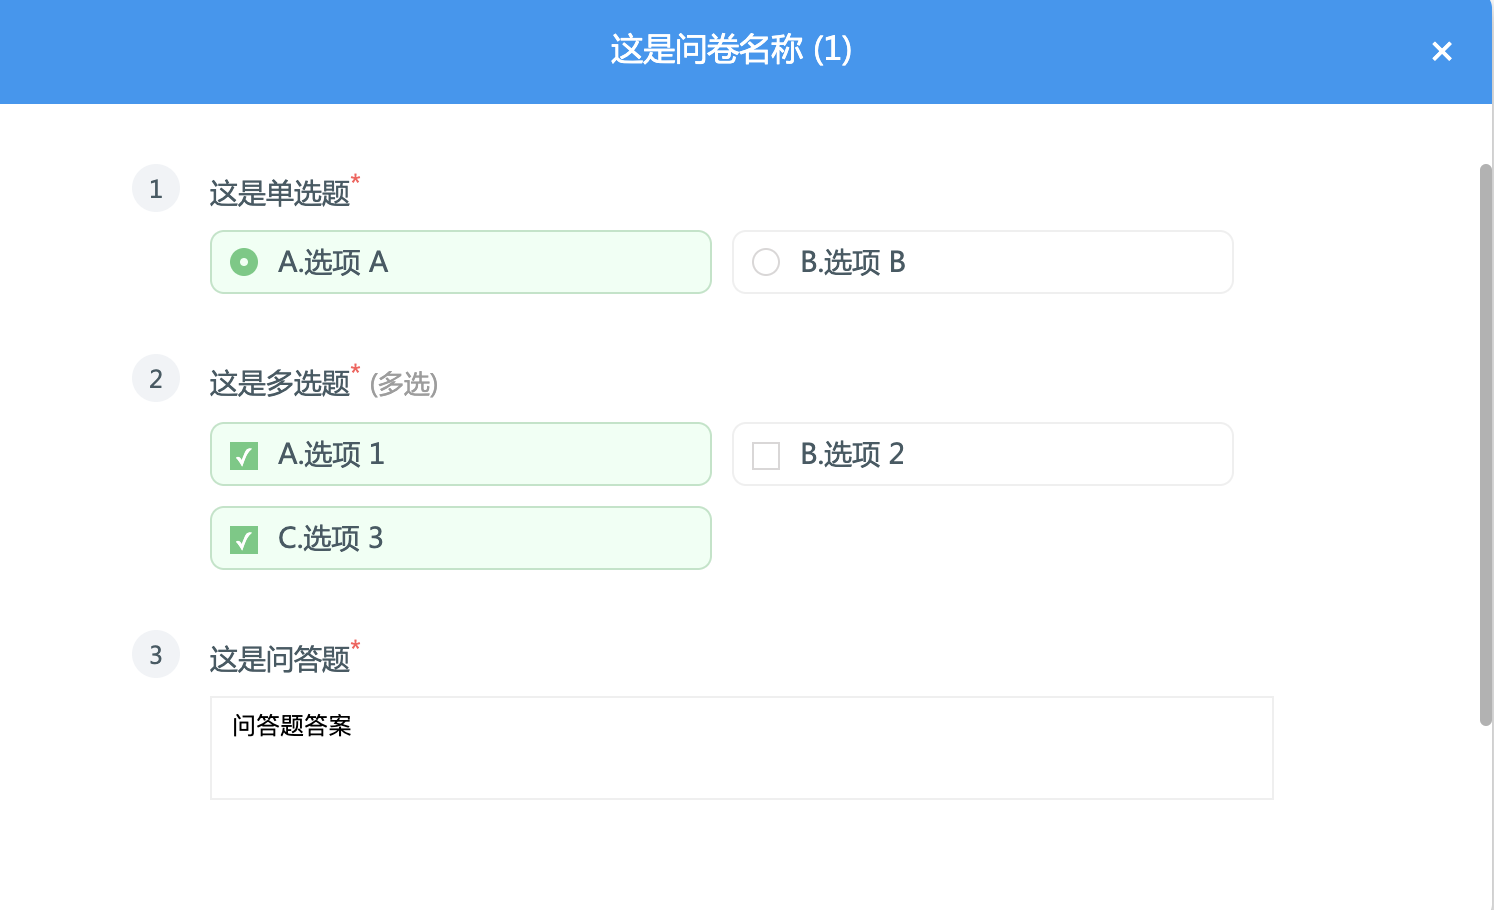 这是问卷名称 (1)
1 这是单选题*
A.选项 A B.选项 B
2 这是多选题* (多选)
A.选项 1 B.选项 2
C.选项 3
3 这是问答题*
问答题答案